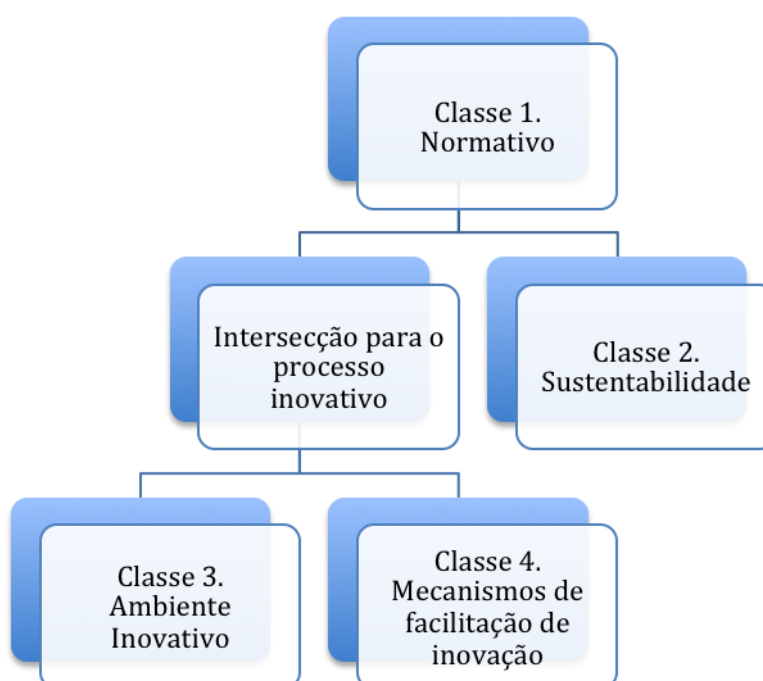 Classe 1.
Normativo
Intersecção para o
processo
inovativo
Classe 2.
Sustentabilidade
Classe 3.
Ambiente
Inovativo
Classe 4.
Mecanismos de
facilitação de
inovação